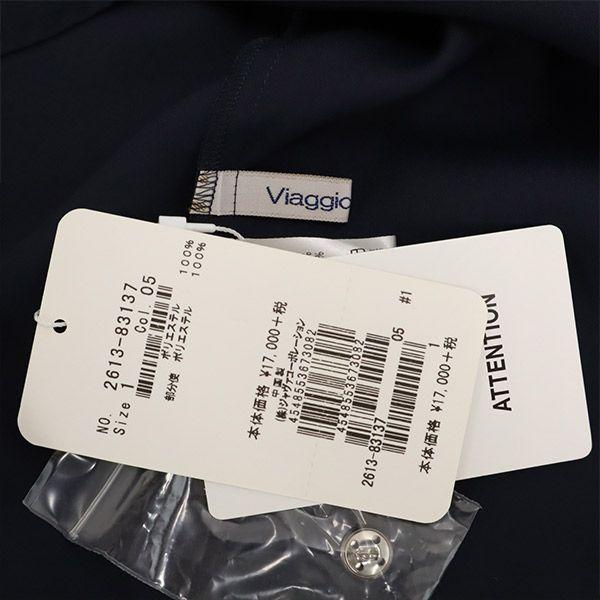 Viaggio
NO. 2613-83137
Size 1 Col. 05
ポリエステル 100%
部分使 ポリエステル 100%
本体価格 ¥17,000+税
中国製
(株)ジャヴァコーポレーション
4548553673082
#1
4548553673082
05
2613-83137
1
本体価格 ¥17,000+税
ATTENTION